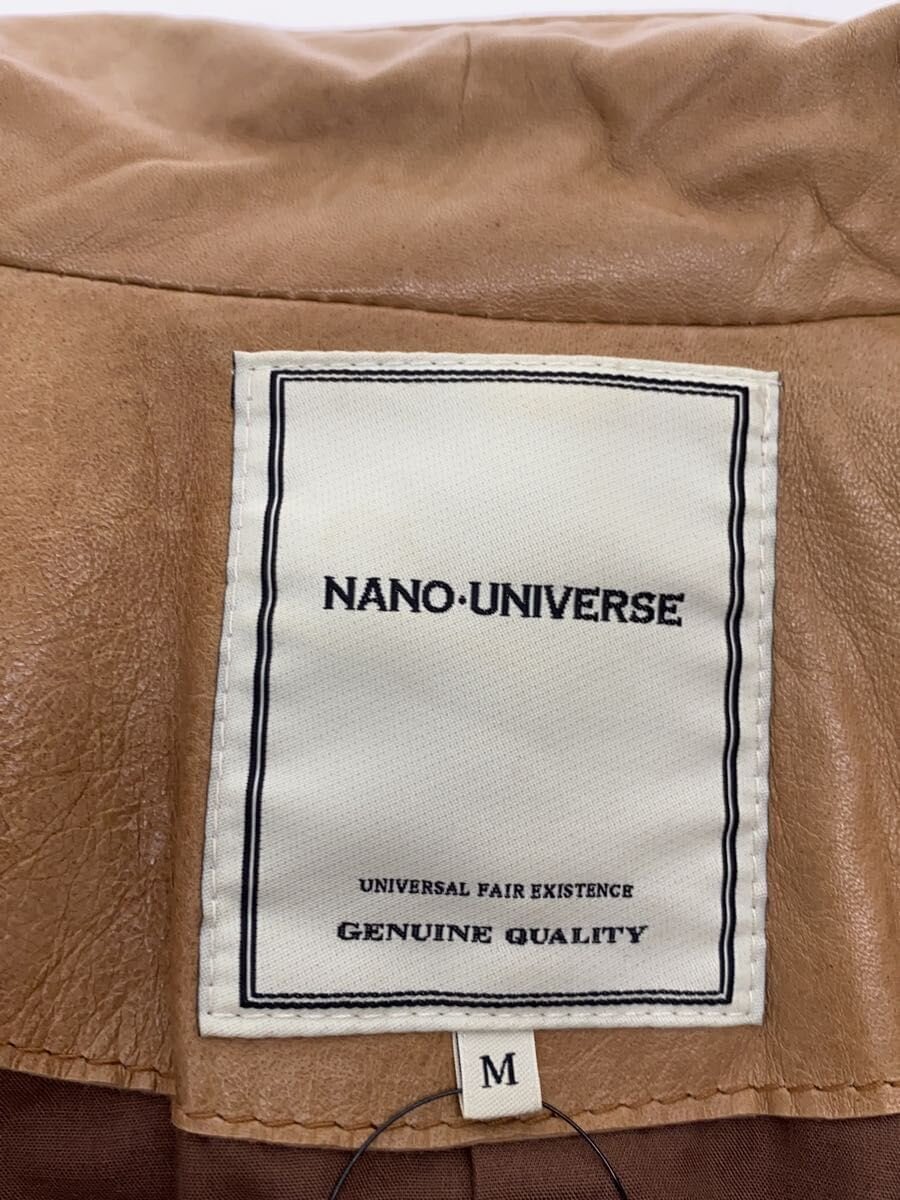 NANO·UNIVERSE
UNIVERSAL FAIR EXISTENCE
GENUINE QUALITY
M